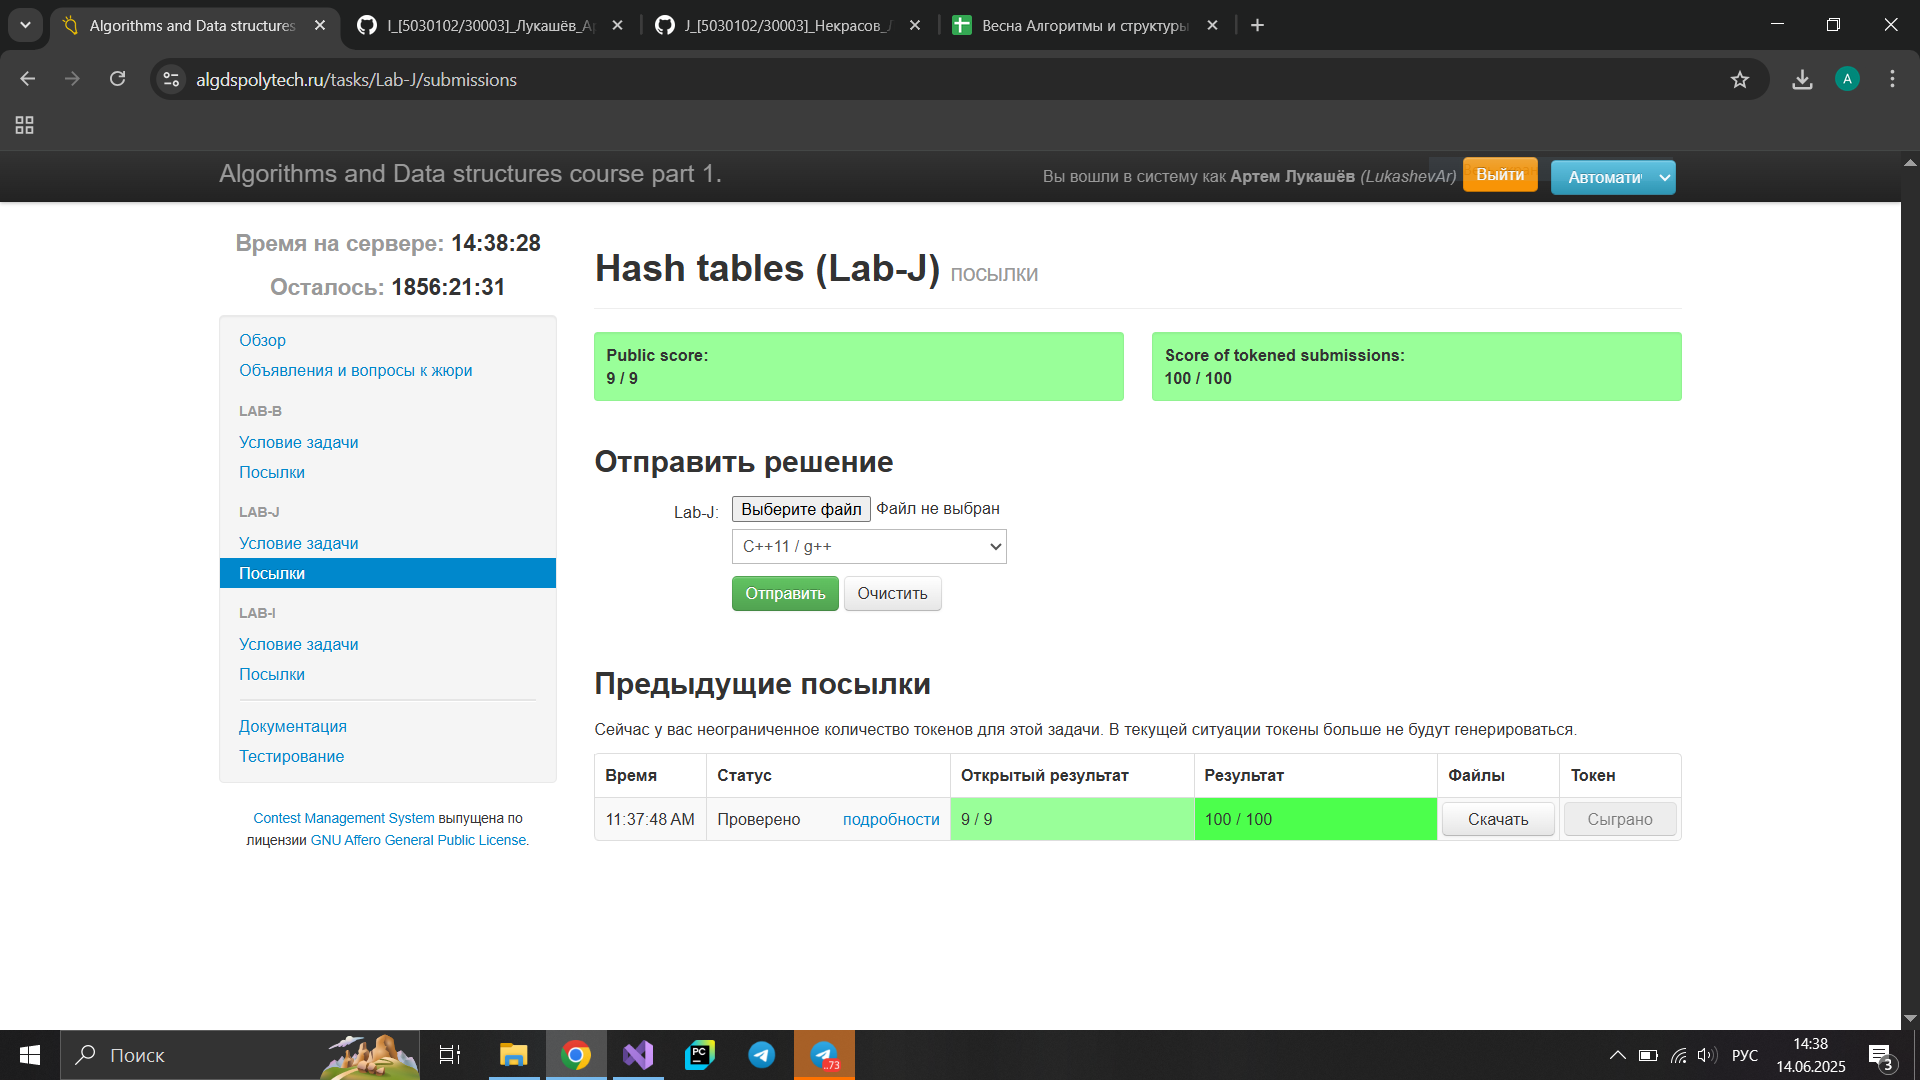 Algorithms and Data structures
I_[5030102/30003]_Лукашёв_А
J_[5030102/30003]_Некрасов_
Весна Алгоритмы и структуры
algdspolytech.ru/tasks/Lab-J/submissions
A
Algorithms and Data structures course part 1.
Вы вошли в систему как Артем Лукашёв (LukashevAr)
Выйти
Автомати
Время на сервере: 14:38:28
Осталось: 1856:21:31
Обзор
Объявления и вопросы к жюри
LAB-B
Условие задачи
Посылки
LAB-J
Условие задачи
Посылки
LAB-I
Условие задачи
Посылки
Документация
Тестирование
Contest Management System выпущена по
лицензии GNU Affero General Public License.
Hash tables (Lab-J) посылки
Public score:
9 / 9
Score of tokened submissions:
100 / 100
Отправить решение
Lab-J: Выберите файл Файл не выбран
C++11 / g++
Отправить Очистить
Предыдущие посылки
Сейчас у вас неограниченное количество токенов для этой задачи. В текущей ситуации токены больше не будут генерироваться.
Время Статус Открытый результат Результат Файлы Токен
11:37:48 AM Проверено подробности 9 / 9 100 / 100 Скачать Сыграно
Поиск
PC
..73
РУС
14:38
14.06.2025
3